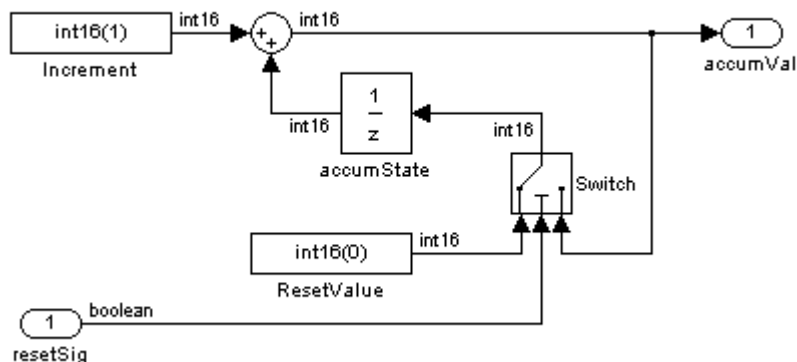 int16(1)
int16
+
+
int16
1
Increment
accumVal
int16
1
z
int16
accumState
Switch
int16(0)
int16
ResetValue
boolean
1
resetSig